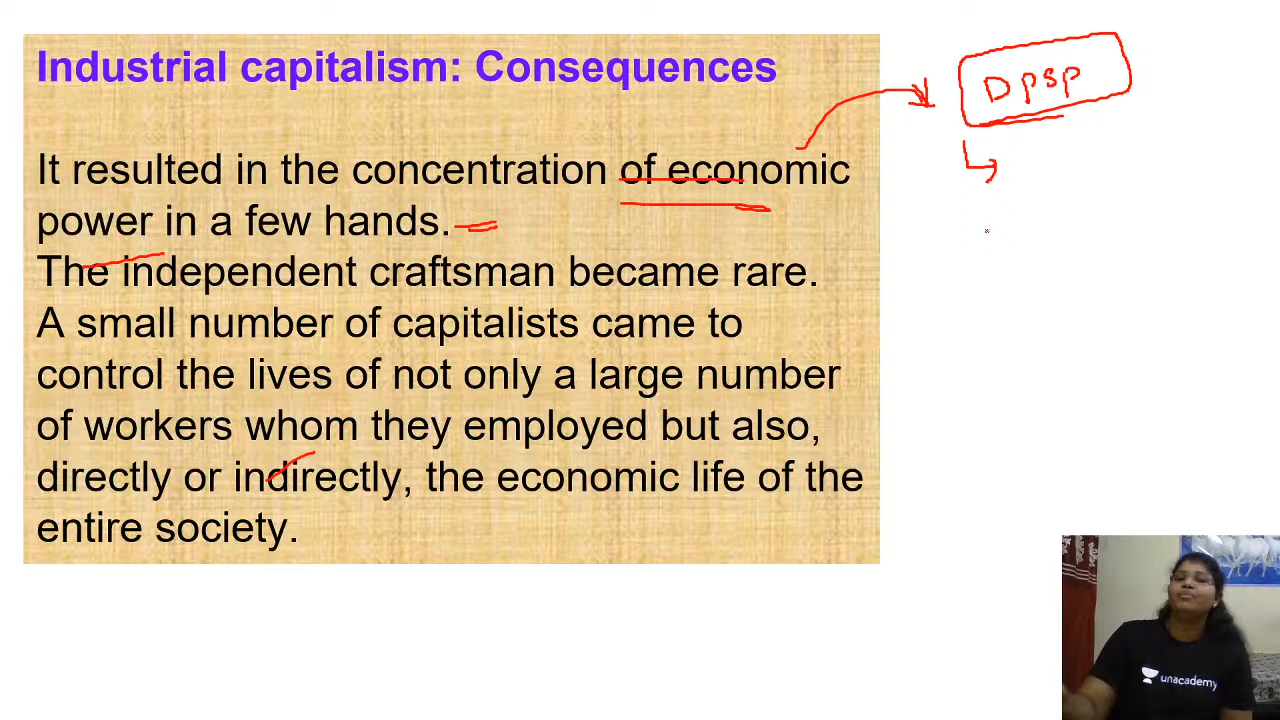 Industrial capitalism: Consequences
DPSP
It resulted in the concentration of economic
power in a few hands.
The independent craftsman became rare.
A small number of capitalists came to
control the lives of not only a large number
of workers whom they employed but also,
directly or indirectly, the economic life of the
entire society.
unacademy